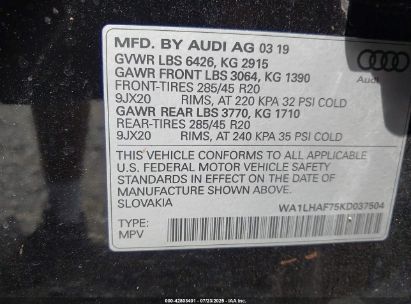 MFD. BY AUDI AG 03 19
GVWR LBS 6426, KG 2915
GAWR FRONT LBS 3064, KG 1390
FRONT-TIRES 285/45 R20
9JX20 RIMS, AT 220 KPA 32 PSI COLD
GAWR REAR LBS 3770, KG 1710
REAR-TIRES 285/45 R20
9JX20 RIMS, AT 240 KPA 35 PSI COLD
Audi
THIS VEHICLE CONFORMS TO ALL APPLICABLE
U.S. FEDERAL MOTOR VEHICLE SAFETY
STANDARDS IN EFFECT ON THE DATE OF
MANUFACTURE SHOWN ABOVE.
SLOVAKIA
WA1LHAF75KD037504
TYPE:
MPV